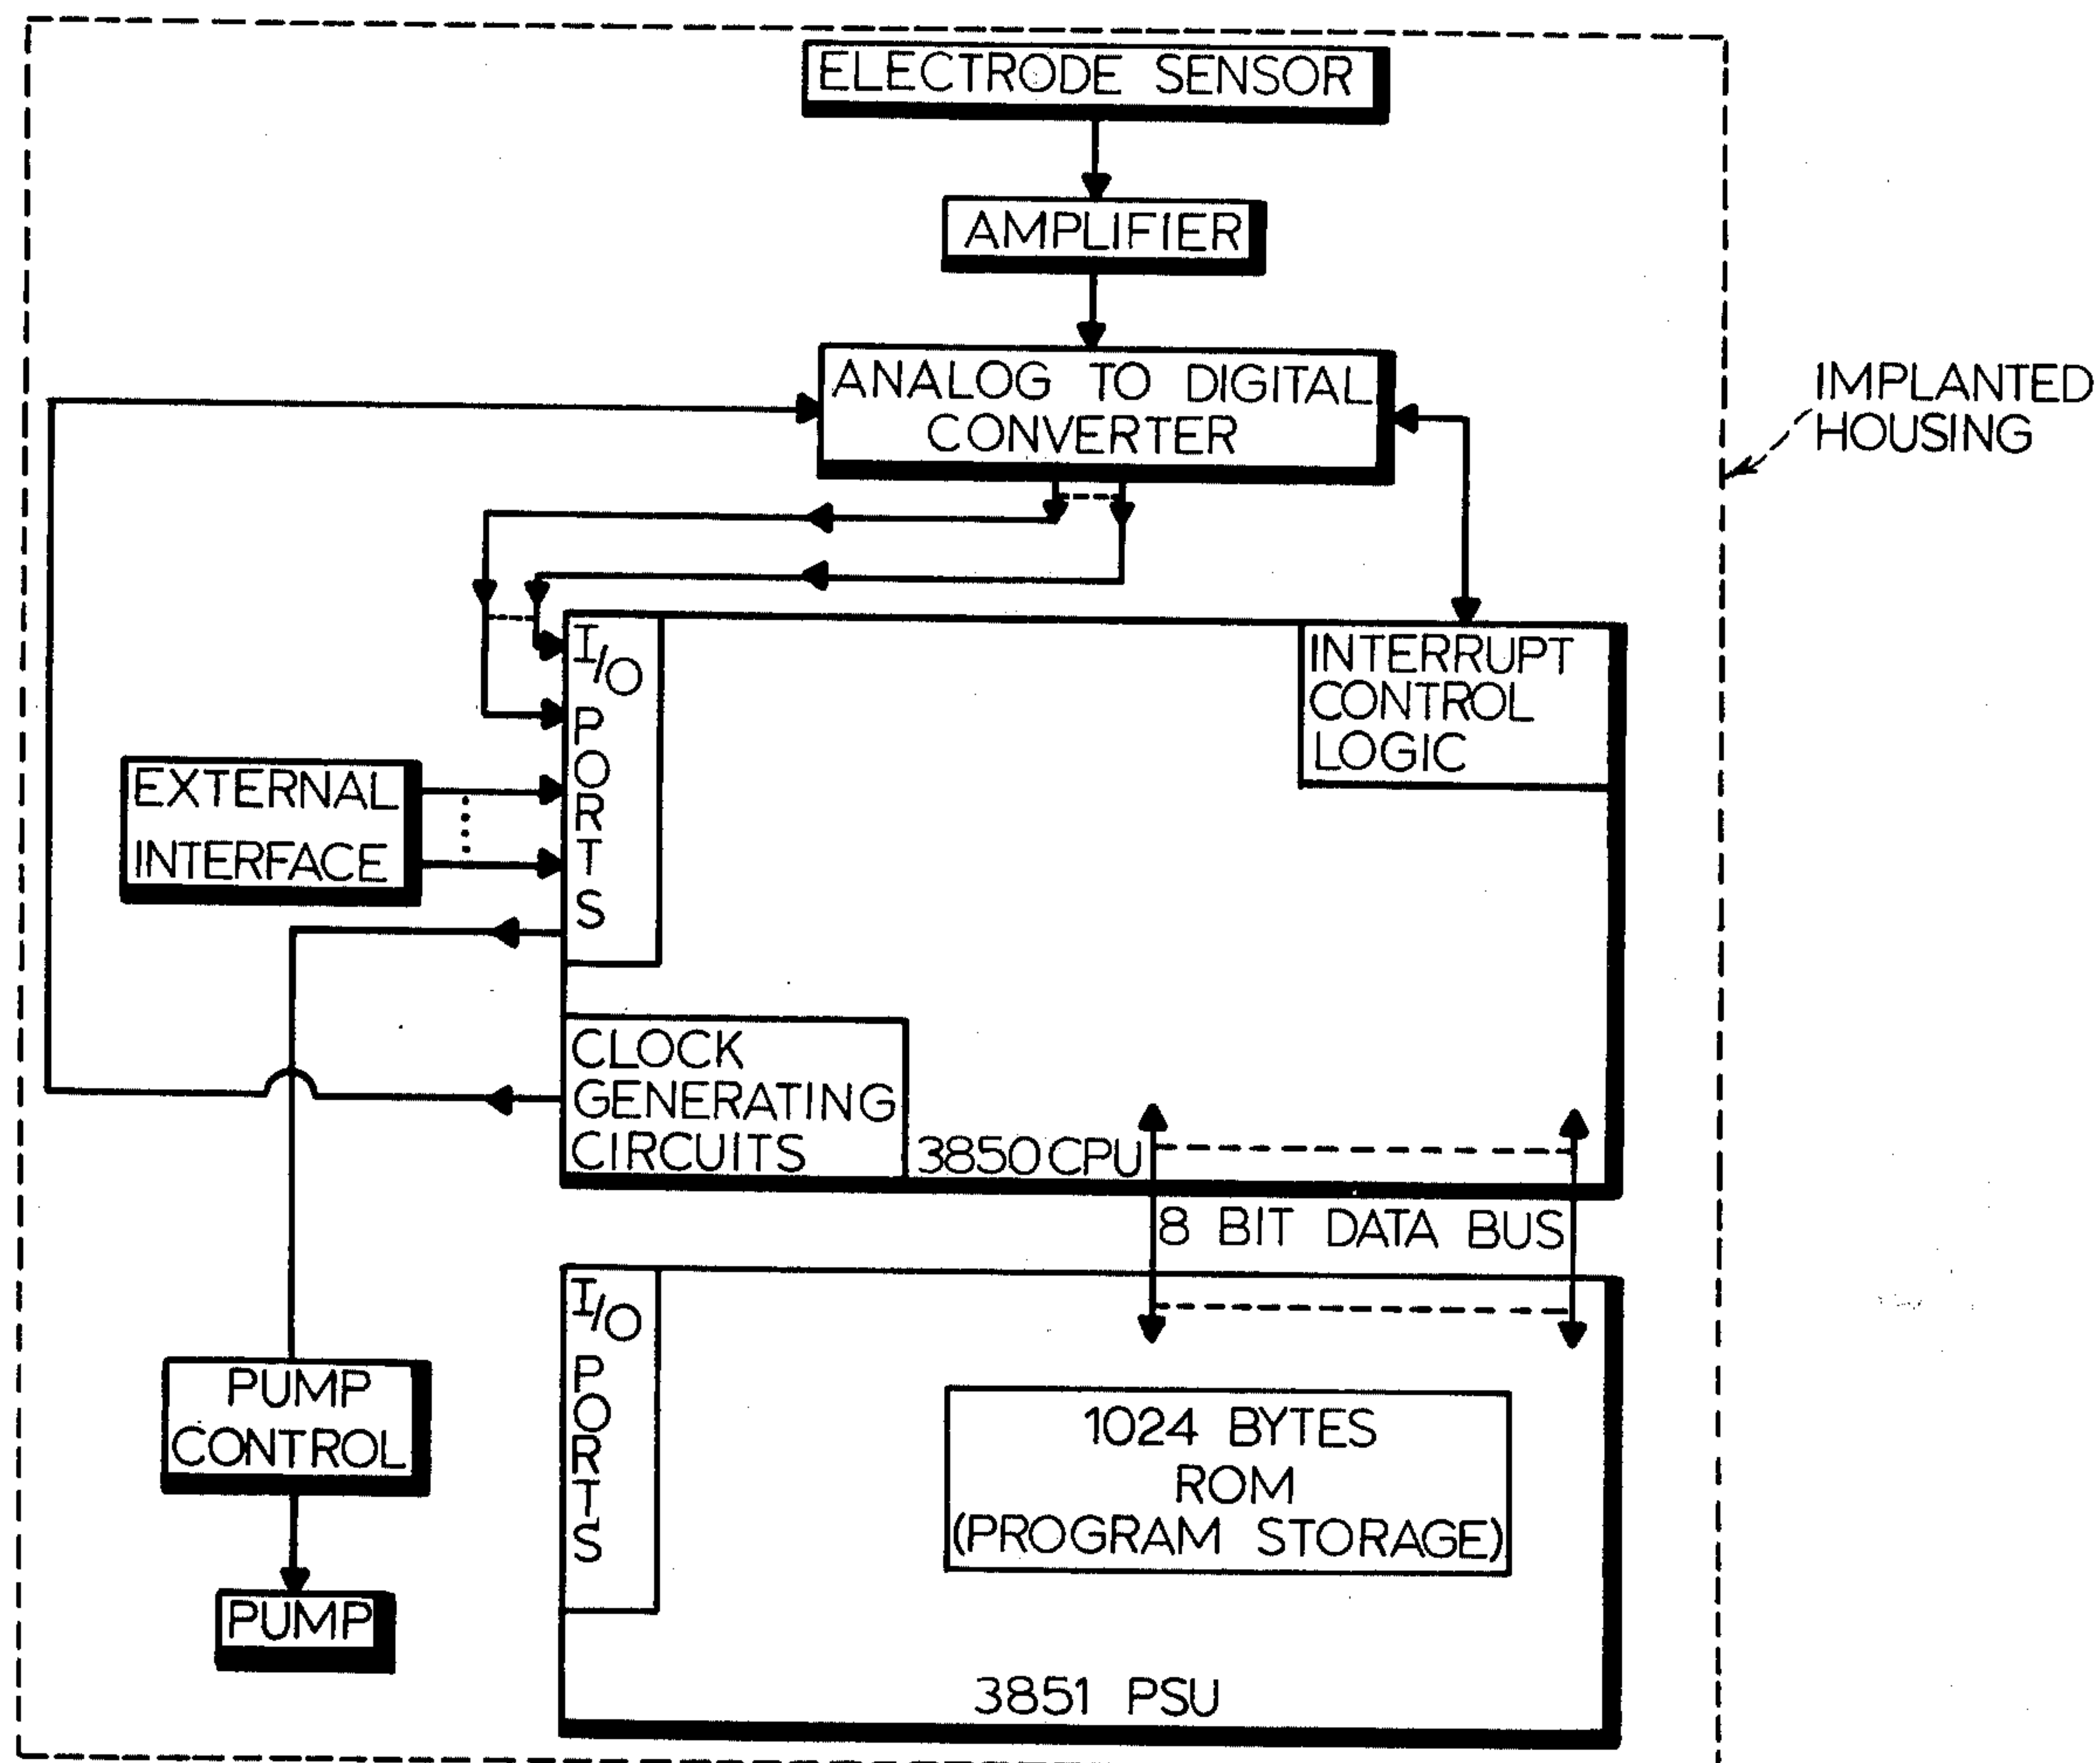 ELECTRODE SENSOR
AMPLIFIER
ANALOG TO DIGITAL
CONVERTER
IMPLANTED
HOUSING
I/O
PORTS
INTERRUPT
CONTROL
LOGIC
EXTERNAL
INTERFACE
CLOCK
GENERATING
CIRCUITS
3850 CPU
8 BIT DATA BUS
I/O
PORTS
PUMP
CONTROL
1024 BYTES
ROM
(PROGRAM STORAGE)
PUMP
3851 PSU